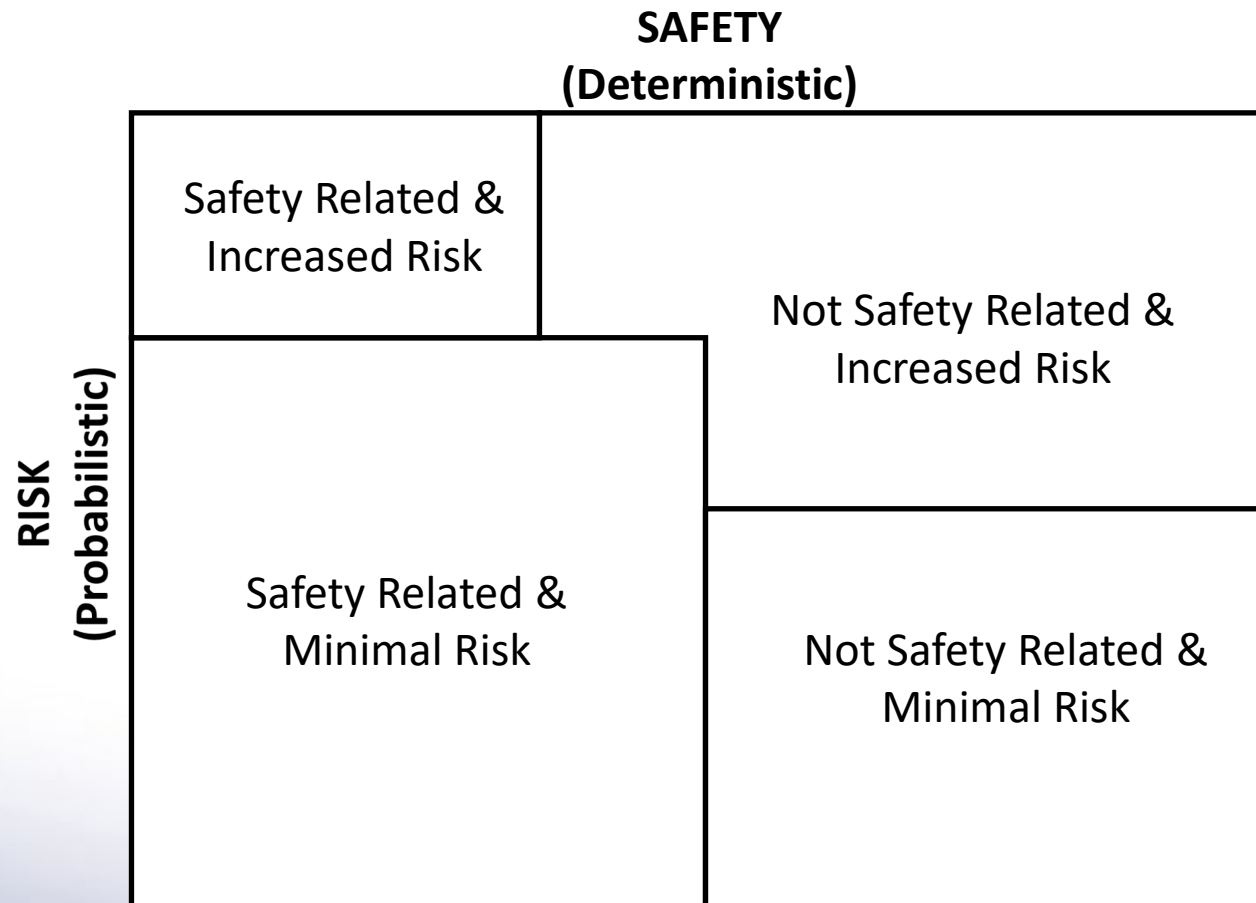 SAFETY
(Deterministic)
Safety Related &
Increased Risk
Not Safety Related &
Increased Risk
RISK
(Probabilistic)
Safety Related &
Minimal Risk
Not Safety Related &
Minimal Risk